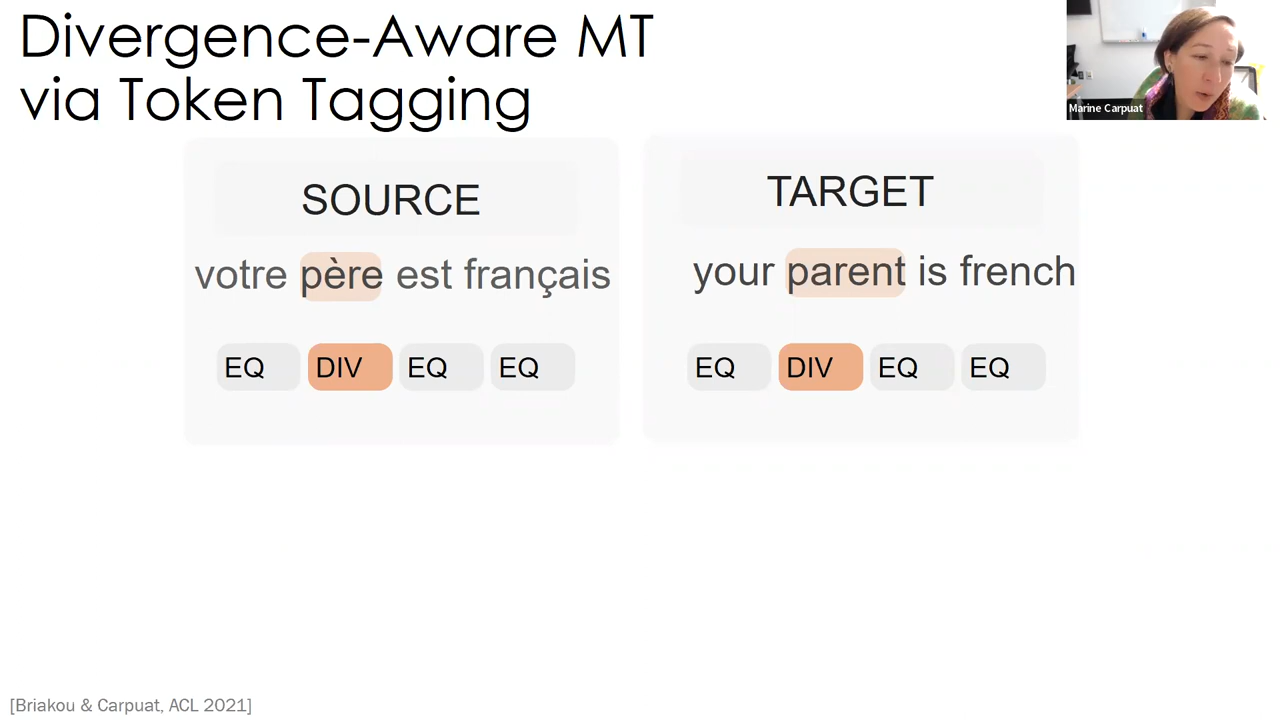 Divergence-Aware MT
via Token Tagging
Marine Carpuat
SOURCE
votre père est français
EQ DIV EQ EQ
TARGET
your parent is french
EQ DIV EQ EQ
[Briakou & Carpuat, ACL 2021]